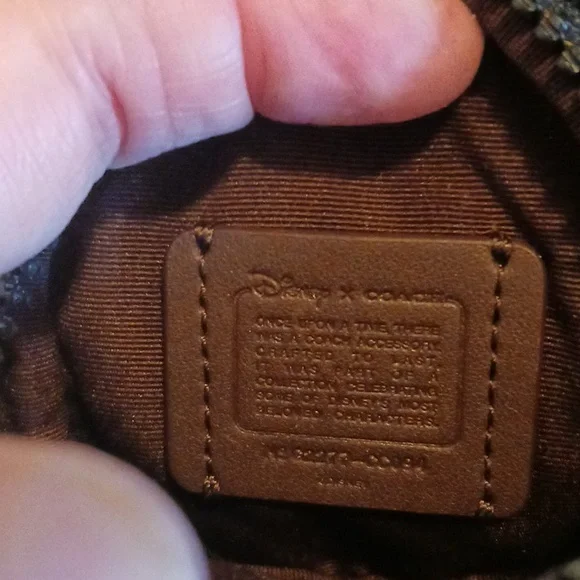 Disney X COACH
ONCE UPON A TIME, THERE
WAS A COACH ACCESSORY
CRAFTED TO LAST.
IT WAS PART OF A
COLLECTION CELEBRATING
SOME OF DISNEY'S MOST
BELOVED CHARACTERS.
©DISNEY